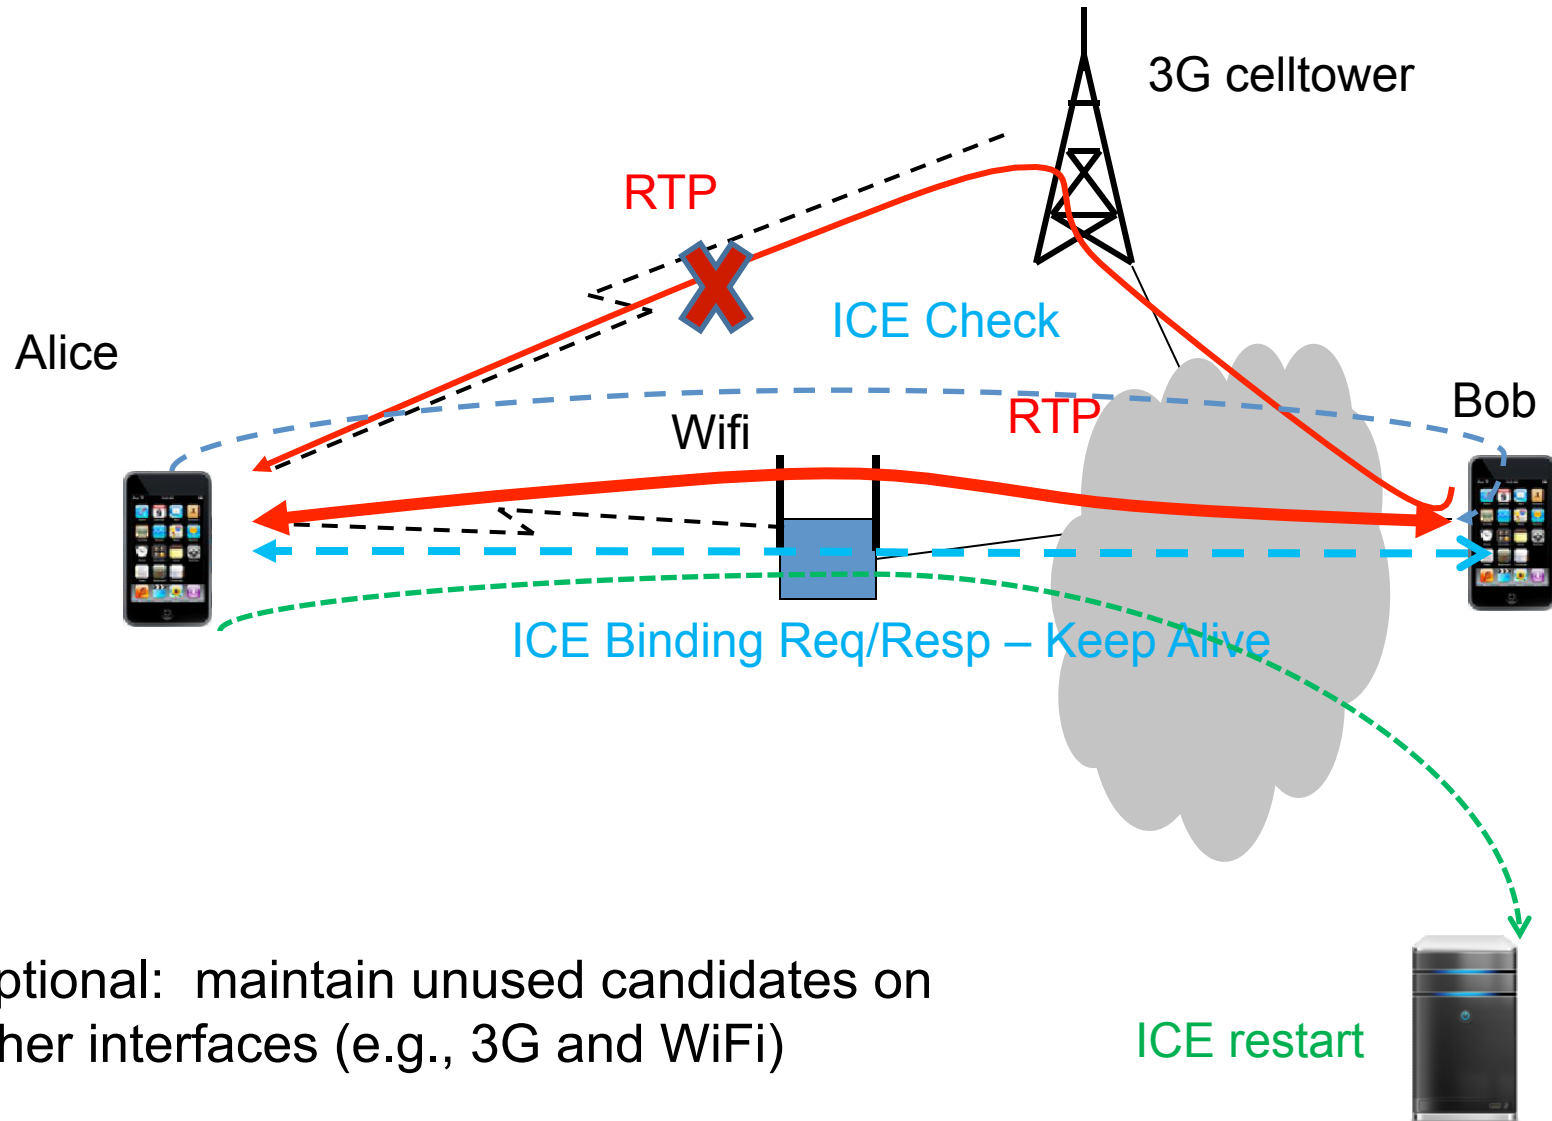 3G celltower
RTP
ICE Check
Alice
Bob
RTP
Wifi
ICE Binding Req/Resp – Keep Alive
ptional:  maintain unused candidates on
her interfaces (e.g., 3G and WiFi)
ICE restart